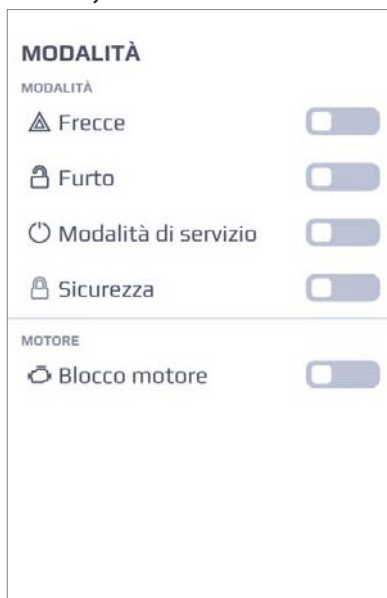 MODALITÀ
MODALITÀ
Frecce
Furto
Modalità di servizio
Sicurezza
MOTORE
Blocco motore